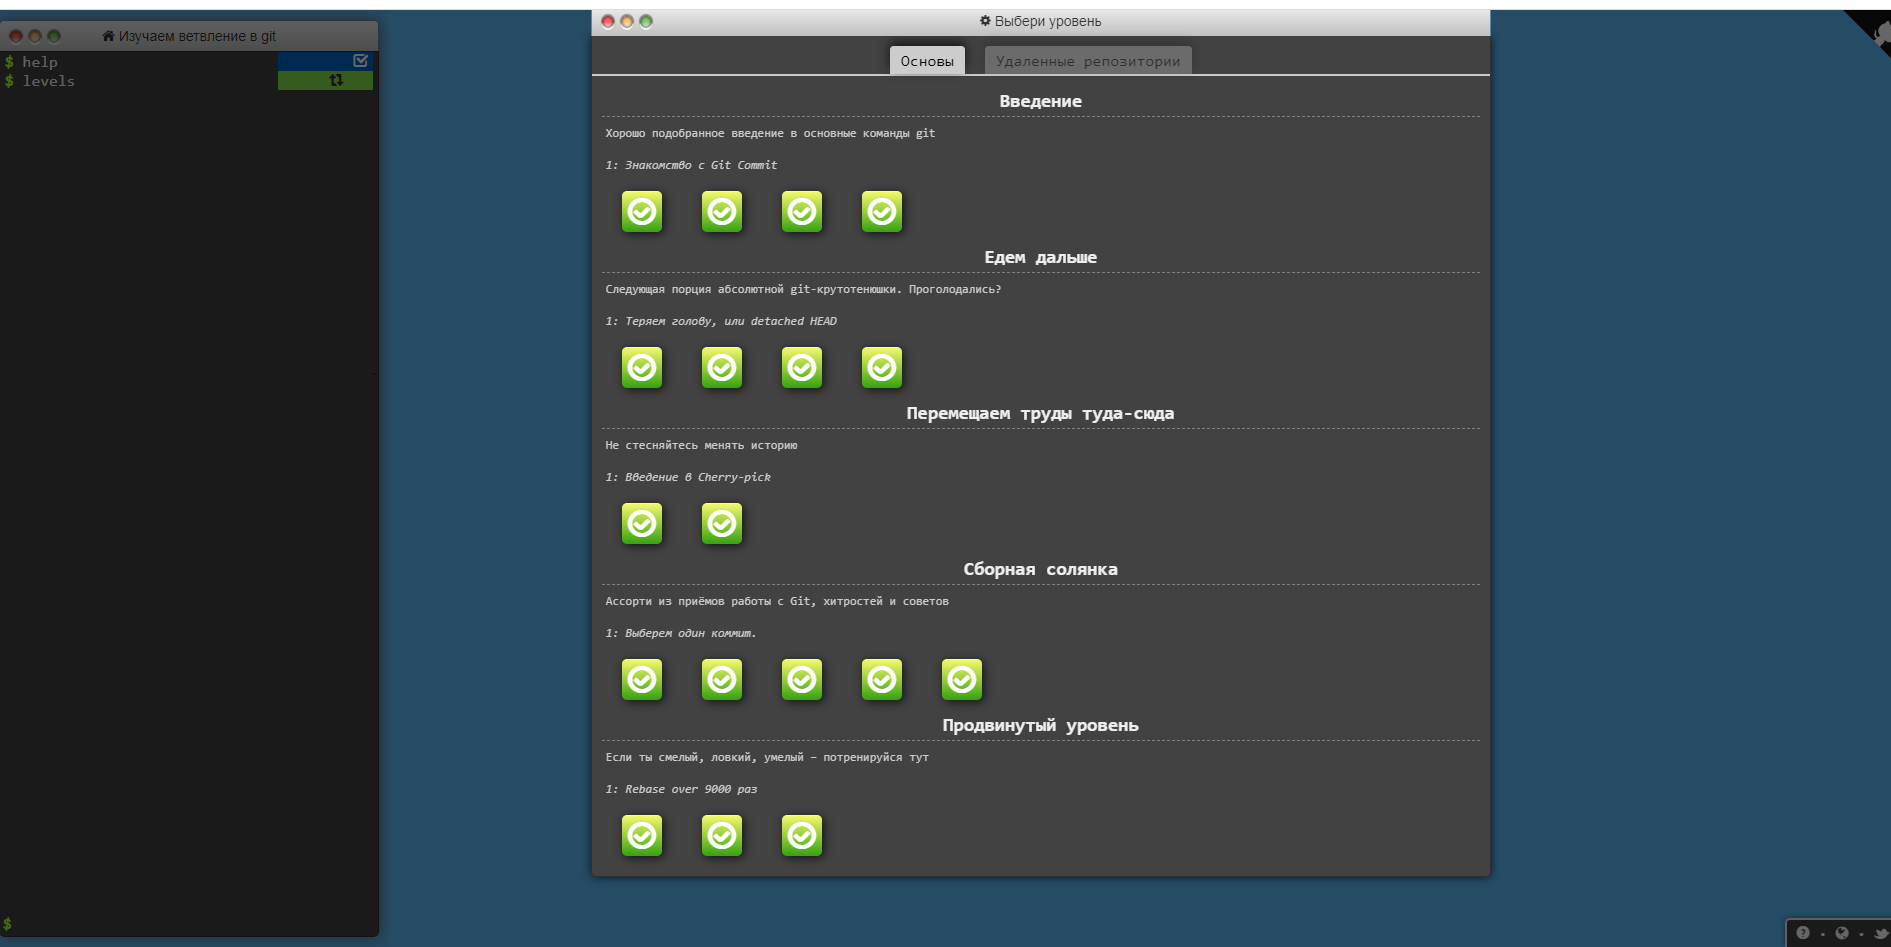 Изучаем ветвление в git
$ help
$ levels
$
Выбери уровень
Основы
Удаленные репозитории
Введение
Хорошо подобранное введение в основные команды git
1: Знакомство с Git Commit
Едем дальше
Следующая порция абсолютной git-крутотенюшки. Проголодались?
1: Теряем голову, или detached HEAD
Перемещаем труды туда-сюда
Не стесняйтесь менять историю
1: Введение в Cherry-pick
Сборная солянка
Ассорти из приёмов работы с Git, хитростей и советов
1: Выберем один коммит.
Продвинутый уровень
Если ты смелый, ловкий, умелый – потренируйся тут
1: Rebase over 9000 раз